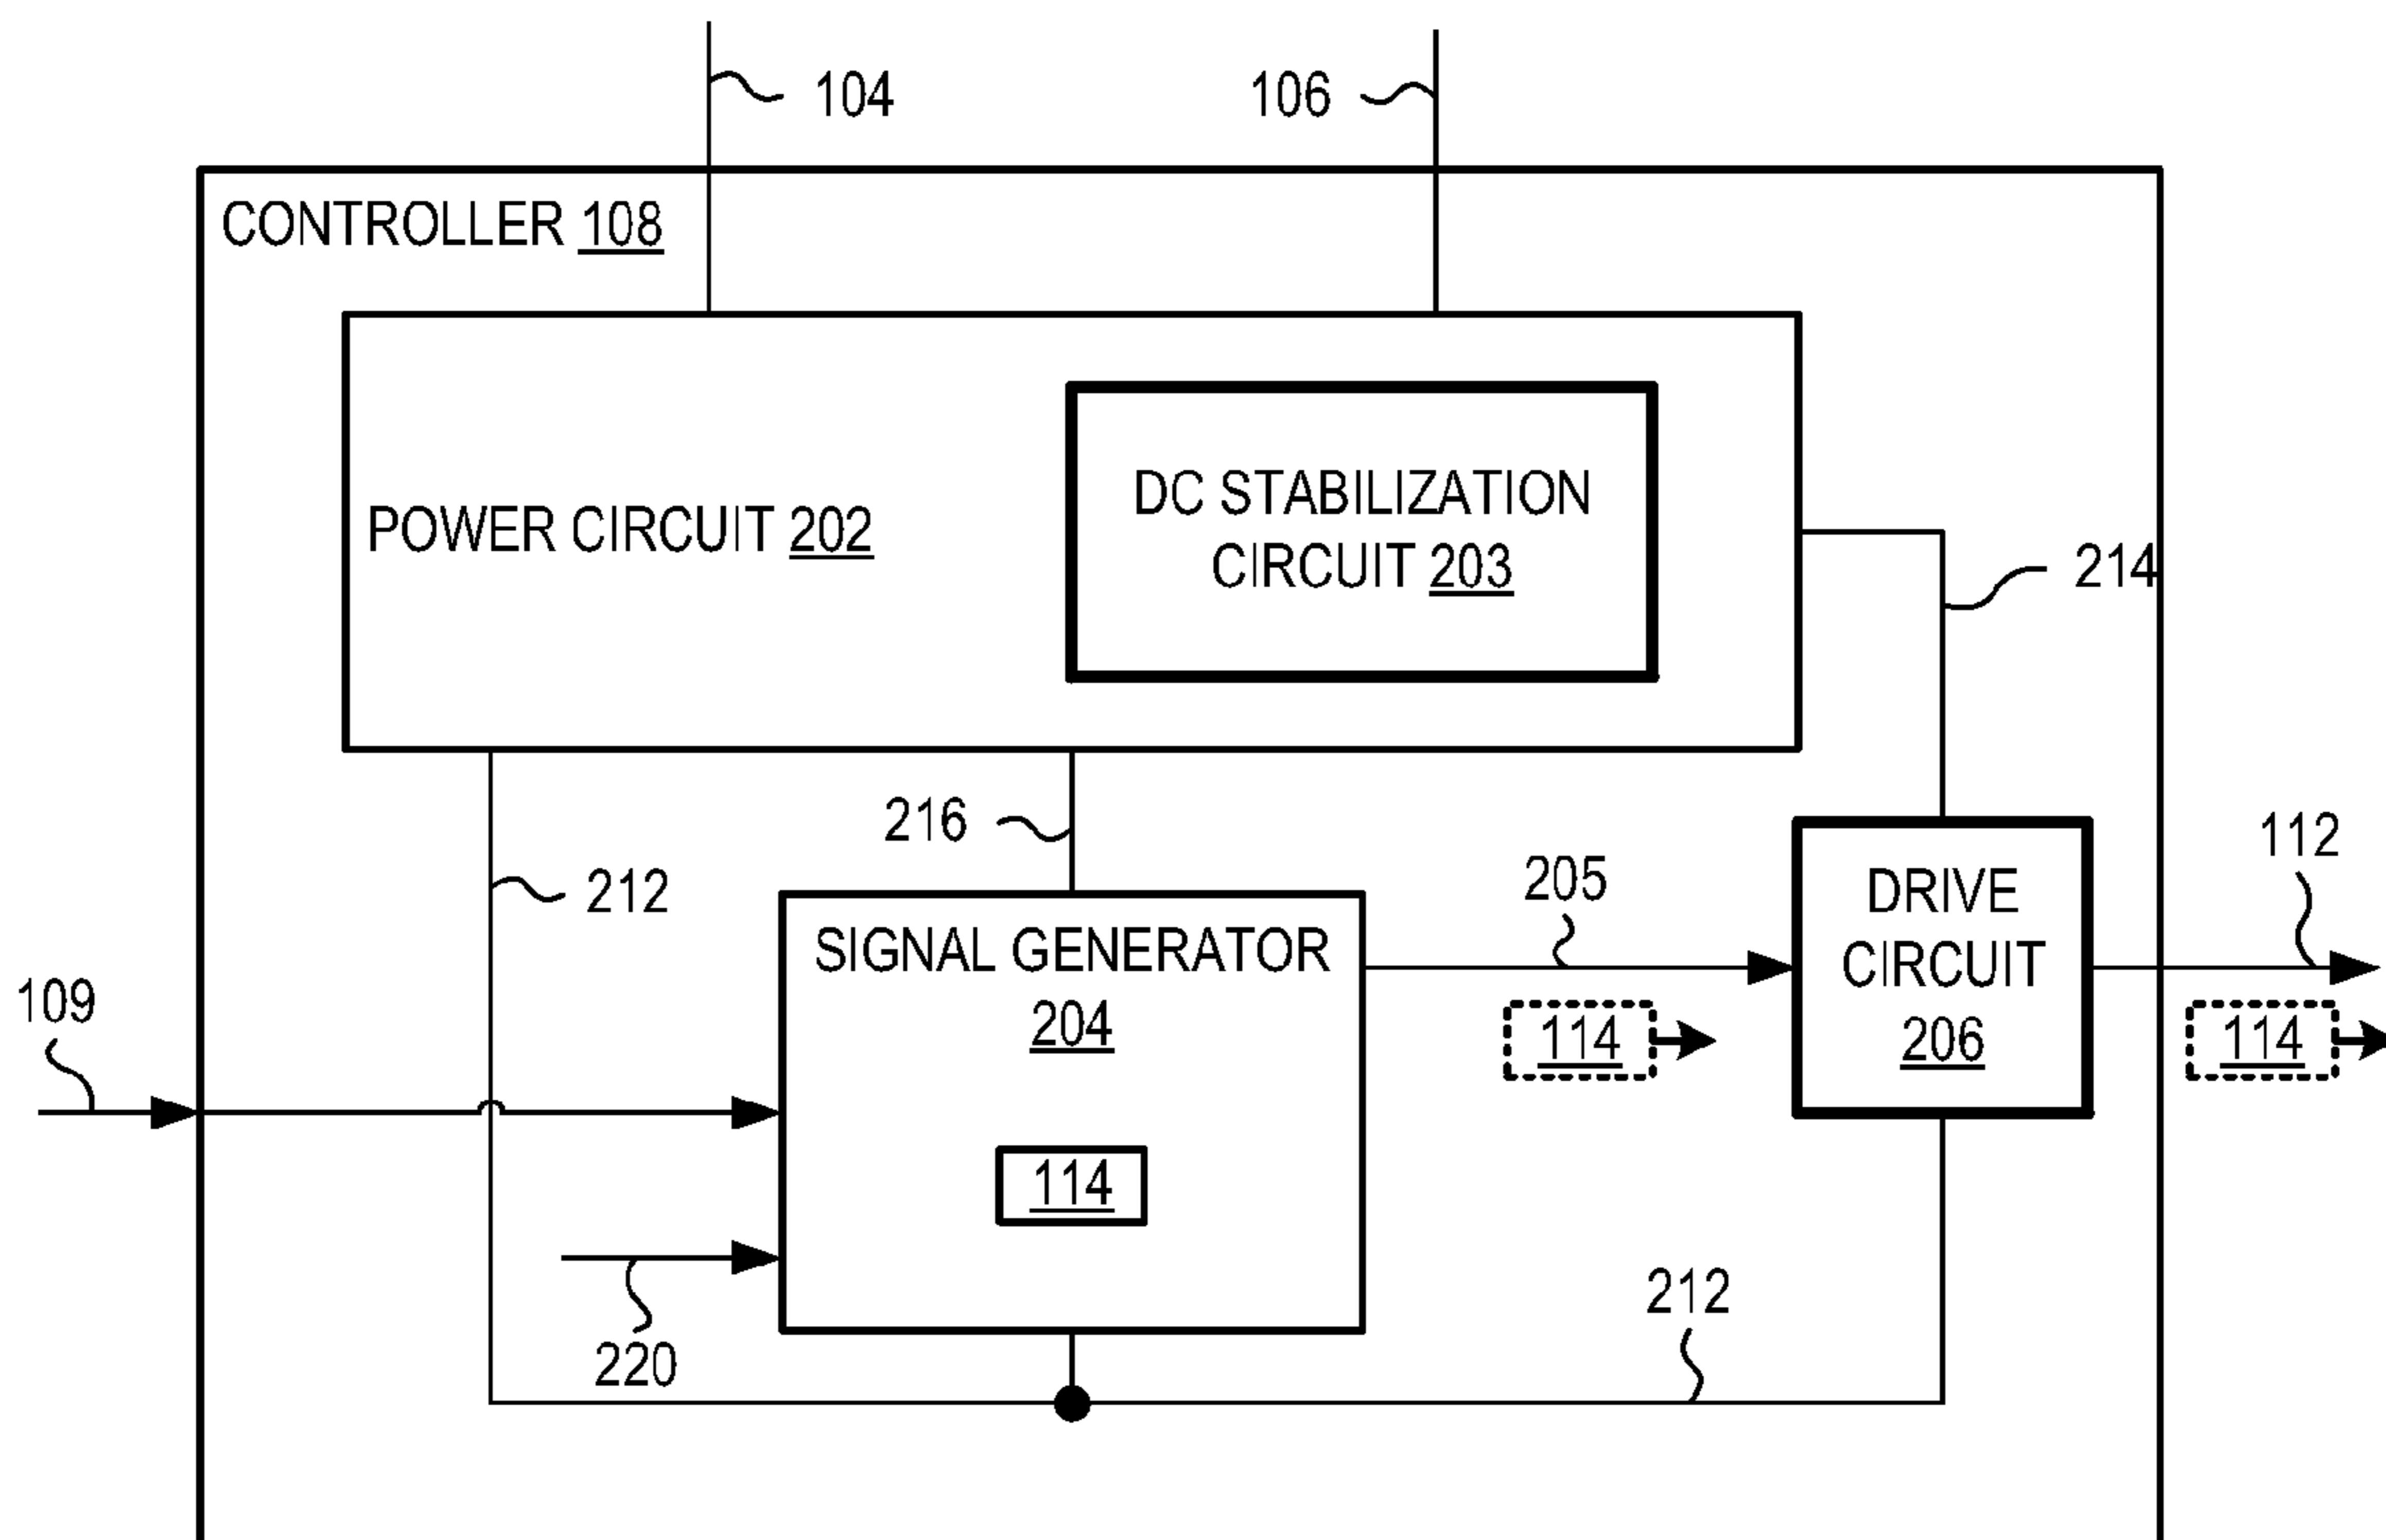 104
106
CONTROLLER 108
DC STABILIZATION
POWER CIRCUIT 202
CIRCUIT 203
214
216
112
212
205
DRIVE
SIGNAL GENERATOR
CIRCUIT
109
204
114
206
114
114
212
220